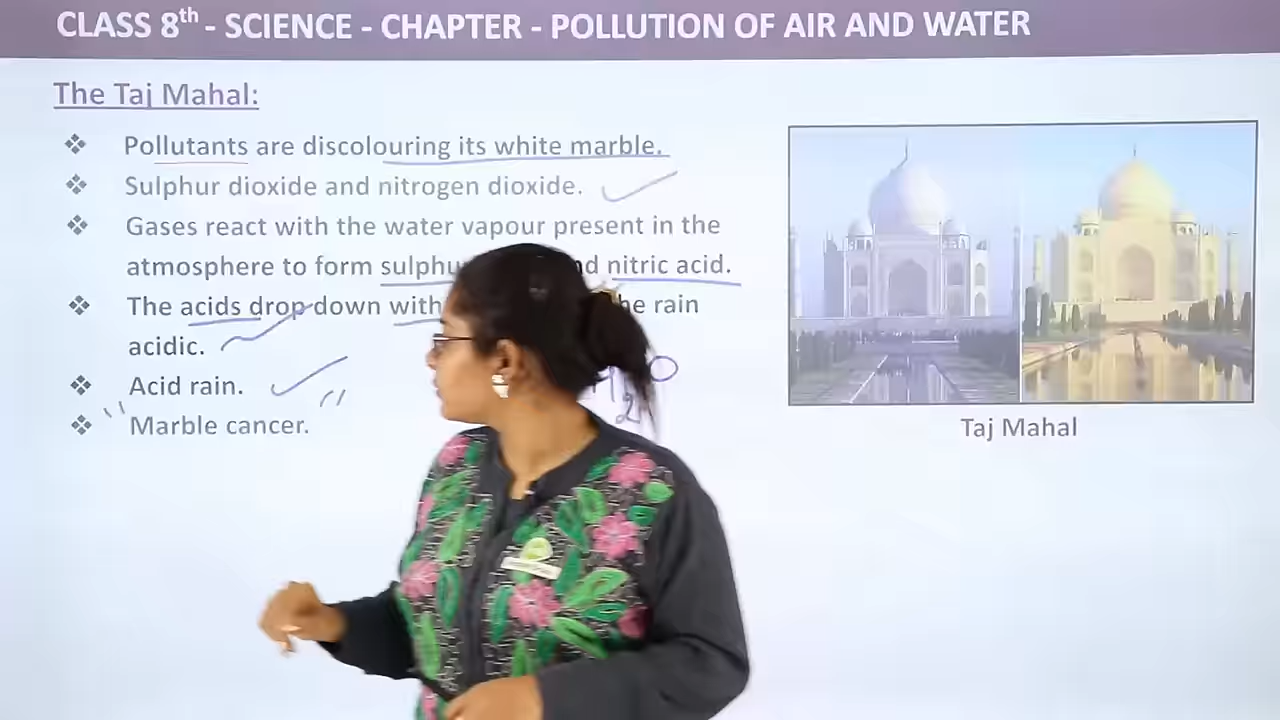 CLASS 8th - SCIENCE - CHAPTER - POLLUTION OF AIR AND WATER
The Taj Mahal:
❖ Pollutants are discolouring its white marble.
❖ Sulphur dioxide and nitrogen dioxide.
❖ Gases react with the water vapour present in the
atmosphere to form sulphu nd nitric acid.
❖ The acids drop down with he rain
acidic.
❖ Acid rain.
❖ " Marble cancer. "
H2O
Taj Mahal